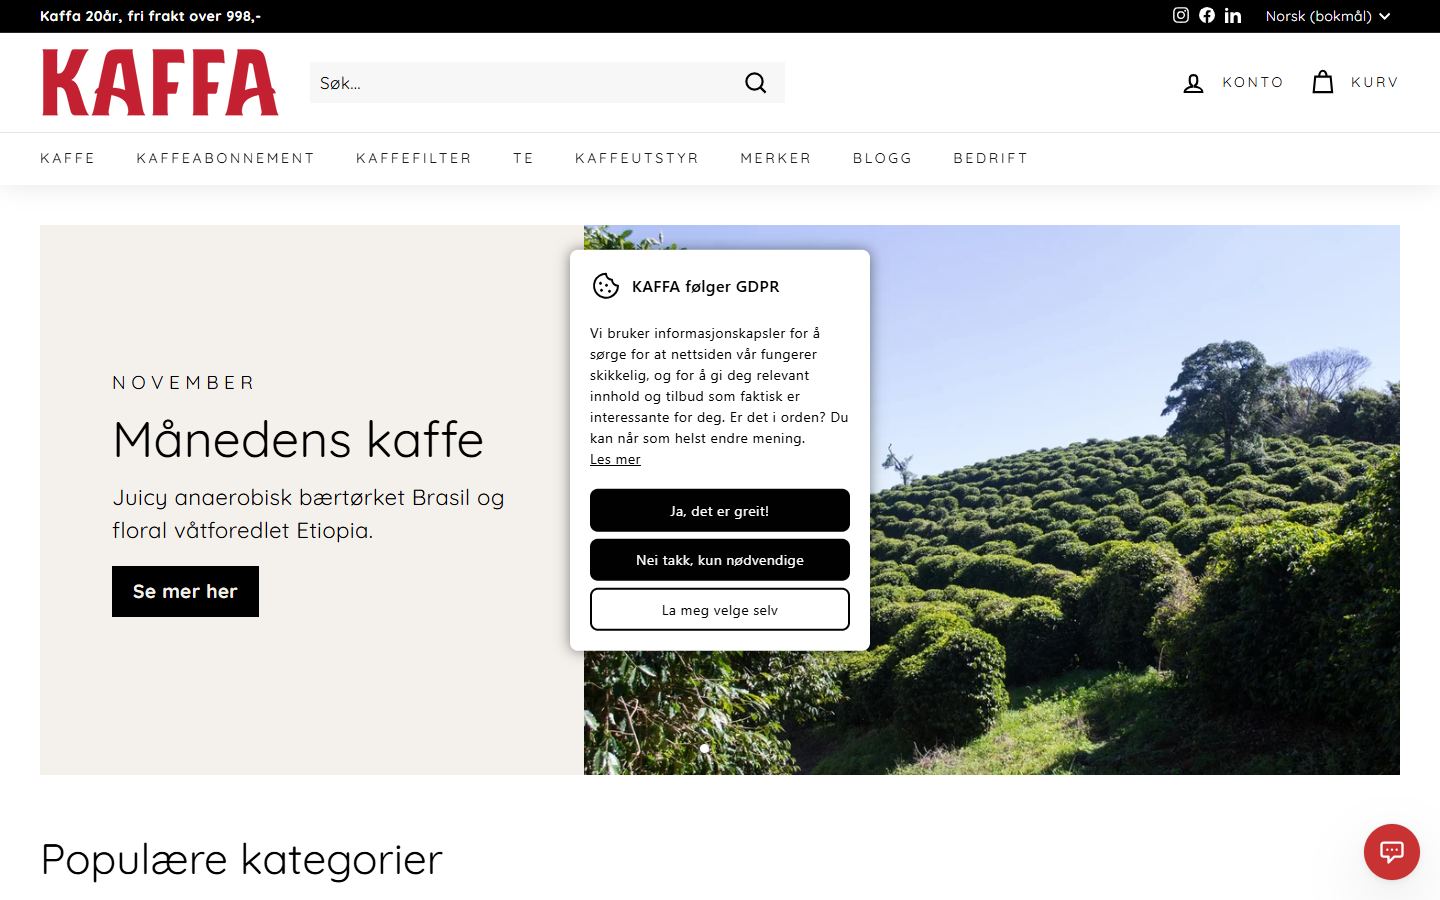 Kaffa 20år, fri frakt over 998,-
Norsk (bokmål)
KAFFA
Søk...
KONTO
KURV
KAFFE
KAFFEABONNEMENT
KAFFEFILTER
TE
KAFFEUTSTYR
MERKER
BLOGG
BEDRIFT
NOVEMBER
Månedens kaffe
Juicy anaerobisk bærtørket Brasil og
floral våtforedlet Etiopia.
Se mer her
KAFFA følger GDPR
Vi bruker informasjonskapsler for å
sørge for at nettsiden vår fungerer
skikkelig, og for å gi deg relevant
innhold og tilbud som faktisk er
interessante for deg. Er det i orden? Du
kan når som helst endre mening.
Les mer
Ja, det er greit!
Nei takk, kun nødvendige
La meg velge selv
Populære kategorier